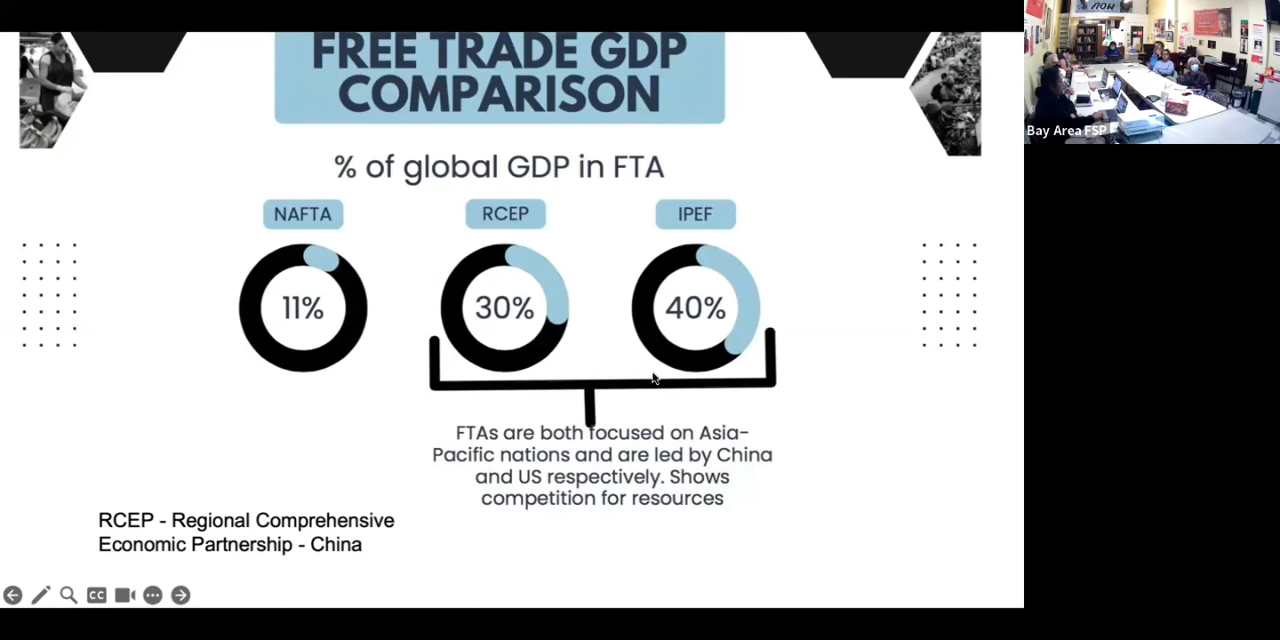 FREE TRADE GDP
COMPARISON
% of global GDP in FTA
NAFTA
RCEP
IPEF
11%
30%
40%
FTAs are both focused on Asia-
Pacific nations and are led by China
and US respectively. Shows
competition for resources
RCEP - Regional Comprehensive
Economic Partnership - China
CC
NOW
Bay Area FSP